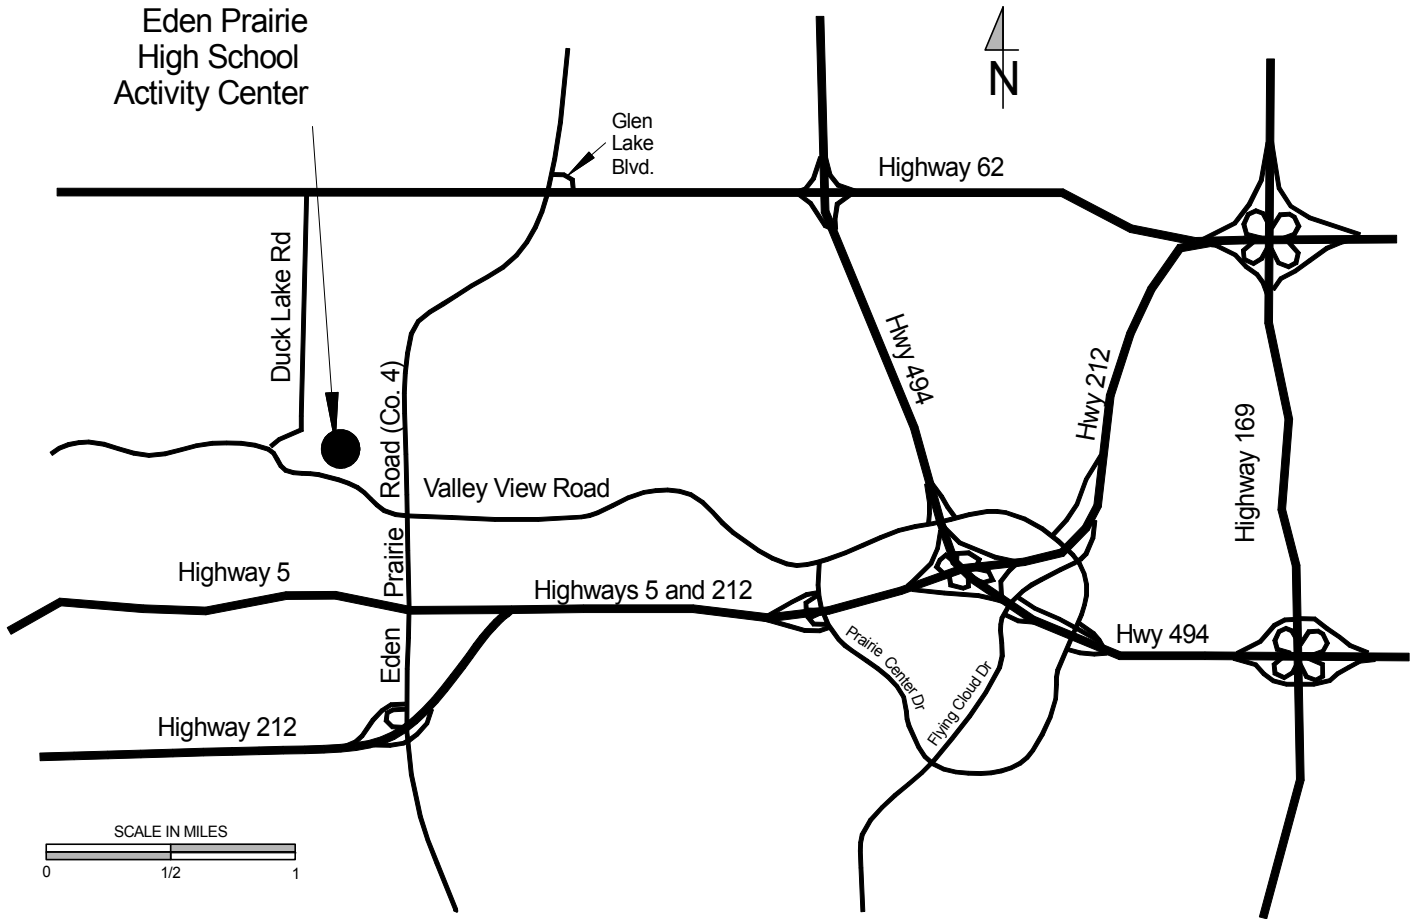 Eden Prairie
High School
Activity Center
N
Glen
Lake
Blvd.
Highway 62
Duck Lake Rd
Hwy 494
Hwy 212
Eden Prairie Road (Co. 4)
Highway 169
Valley View Road
Highway 5
Highways 5 and 212
Prairie Center Dr
Flying Cloud Dr
Hwy 494
Highway 212
SCALE IN MILES
0 1/2 1